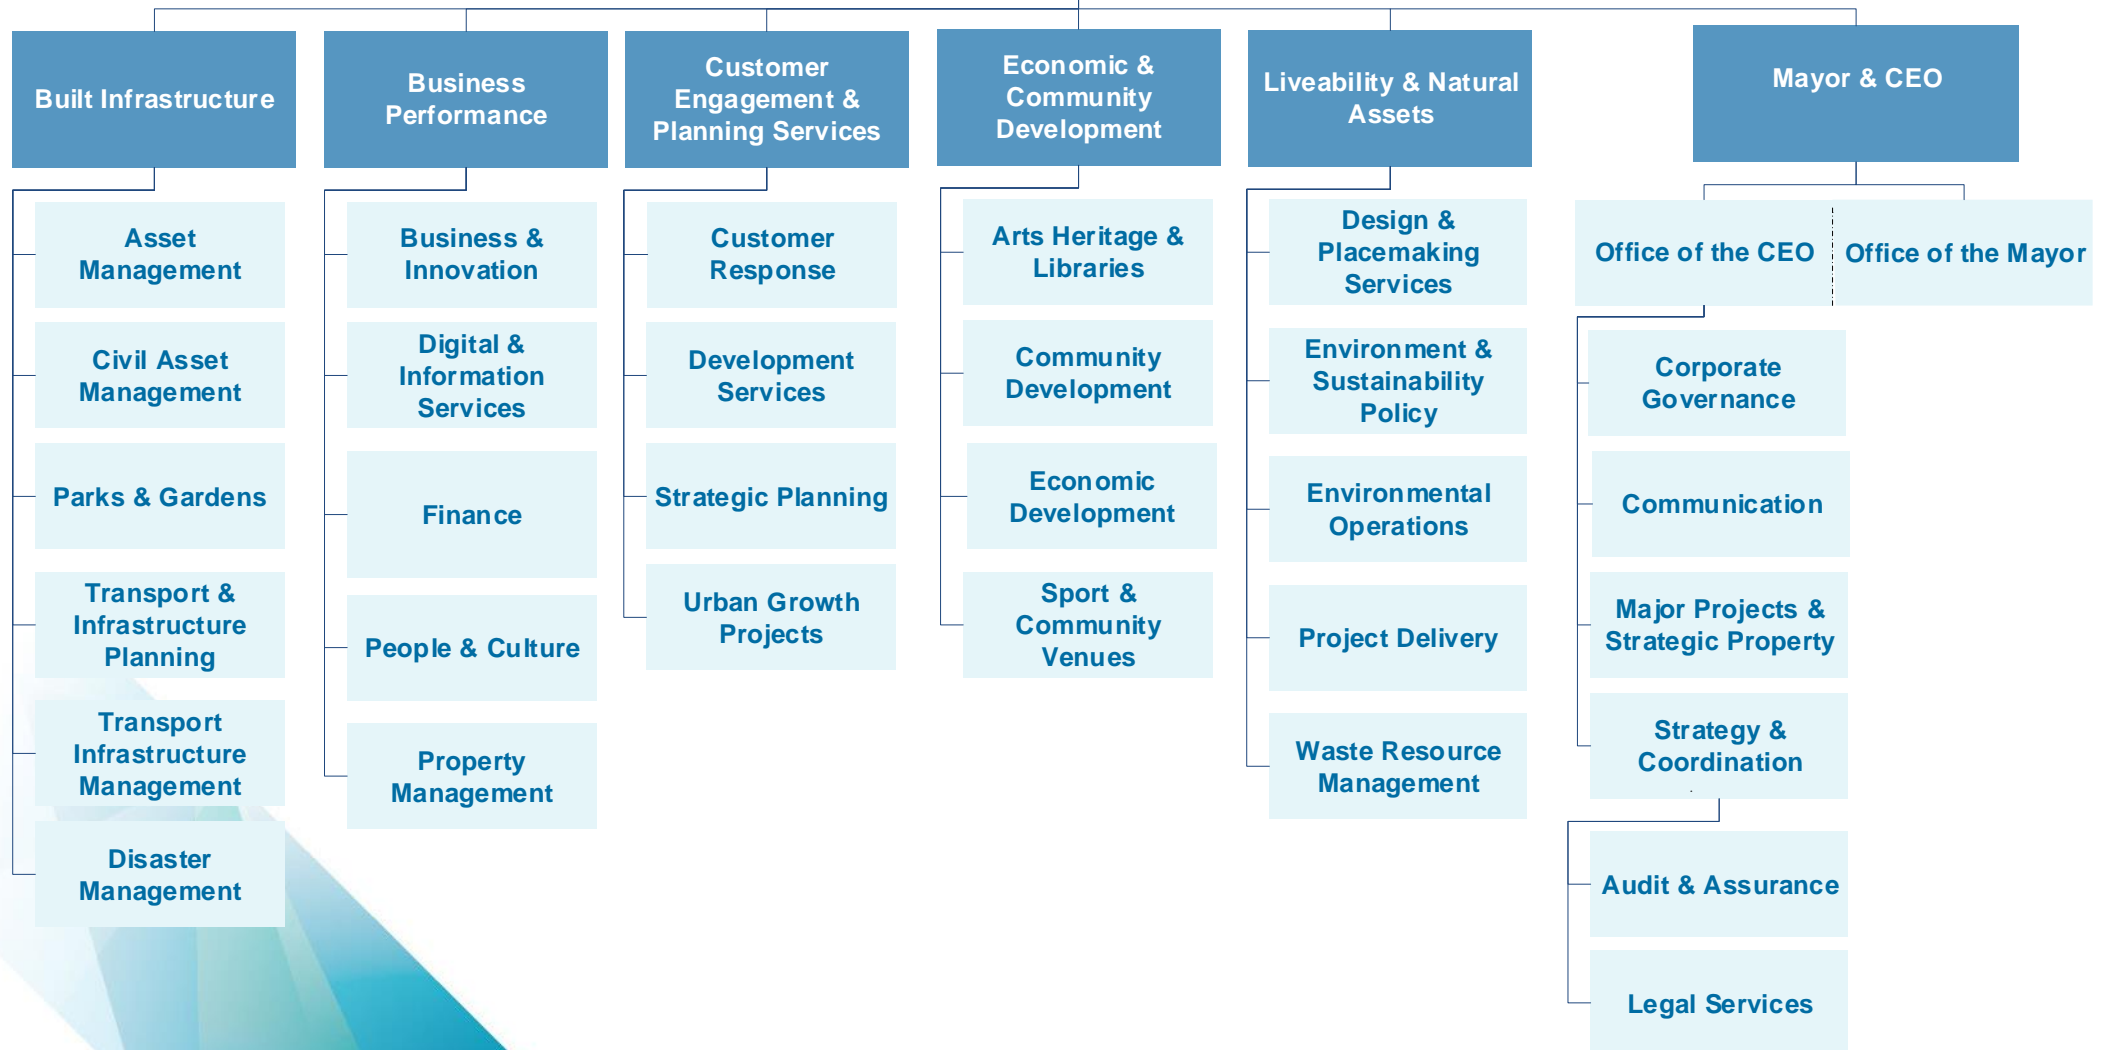 Built Infrastructure
Asset
Management
Civil Asset
Management
Parks & Gardens
Transport &
Infrastructure
Planning
Transport
Infrastructure
Management
Disaster
Management
Business
Performance
Business &
Innovation
Digital &
Information
Services
Finance
People & Culture
Property
Management
Customer
Engagement &
Planning Services
Customer
Response
Development
Services
Strategic Planning
Urban Growth
Projects
Economic &
Community
Development
Arts Heritage &
Libraries
Community
Development
Economic
Development
Sport &
Community
Venues
Liveability & Natural
Assets
Design &
Placemaking
Services
Environment &
Sustainability
Policy
Environmental
Operations
Project Delivery
Waste Resource
Management
Mayor & CEO
Office of the CEO
Office of the Mayor
Corporate
Governance
Communication
Major Projects &
Strategic Property
Strategy &
Coordination
.
Audit & Assurance
Legal Services